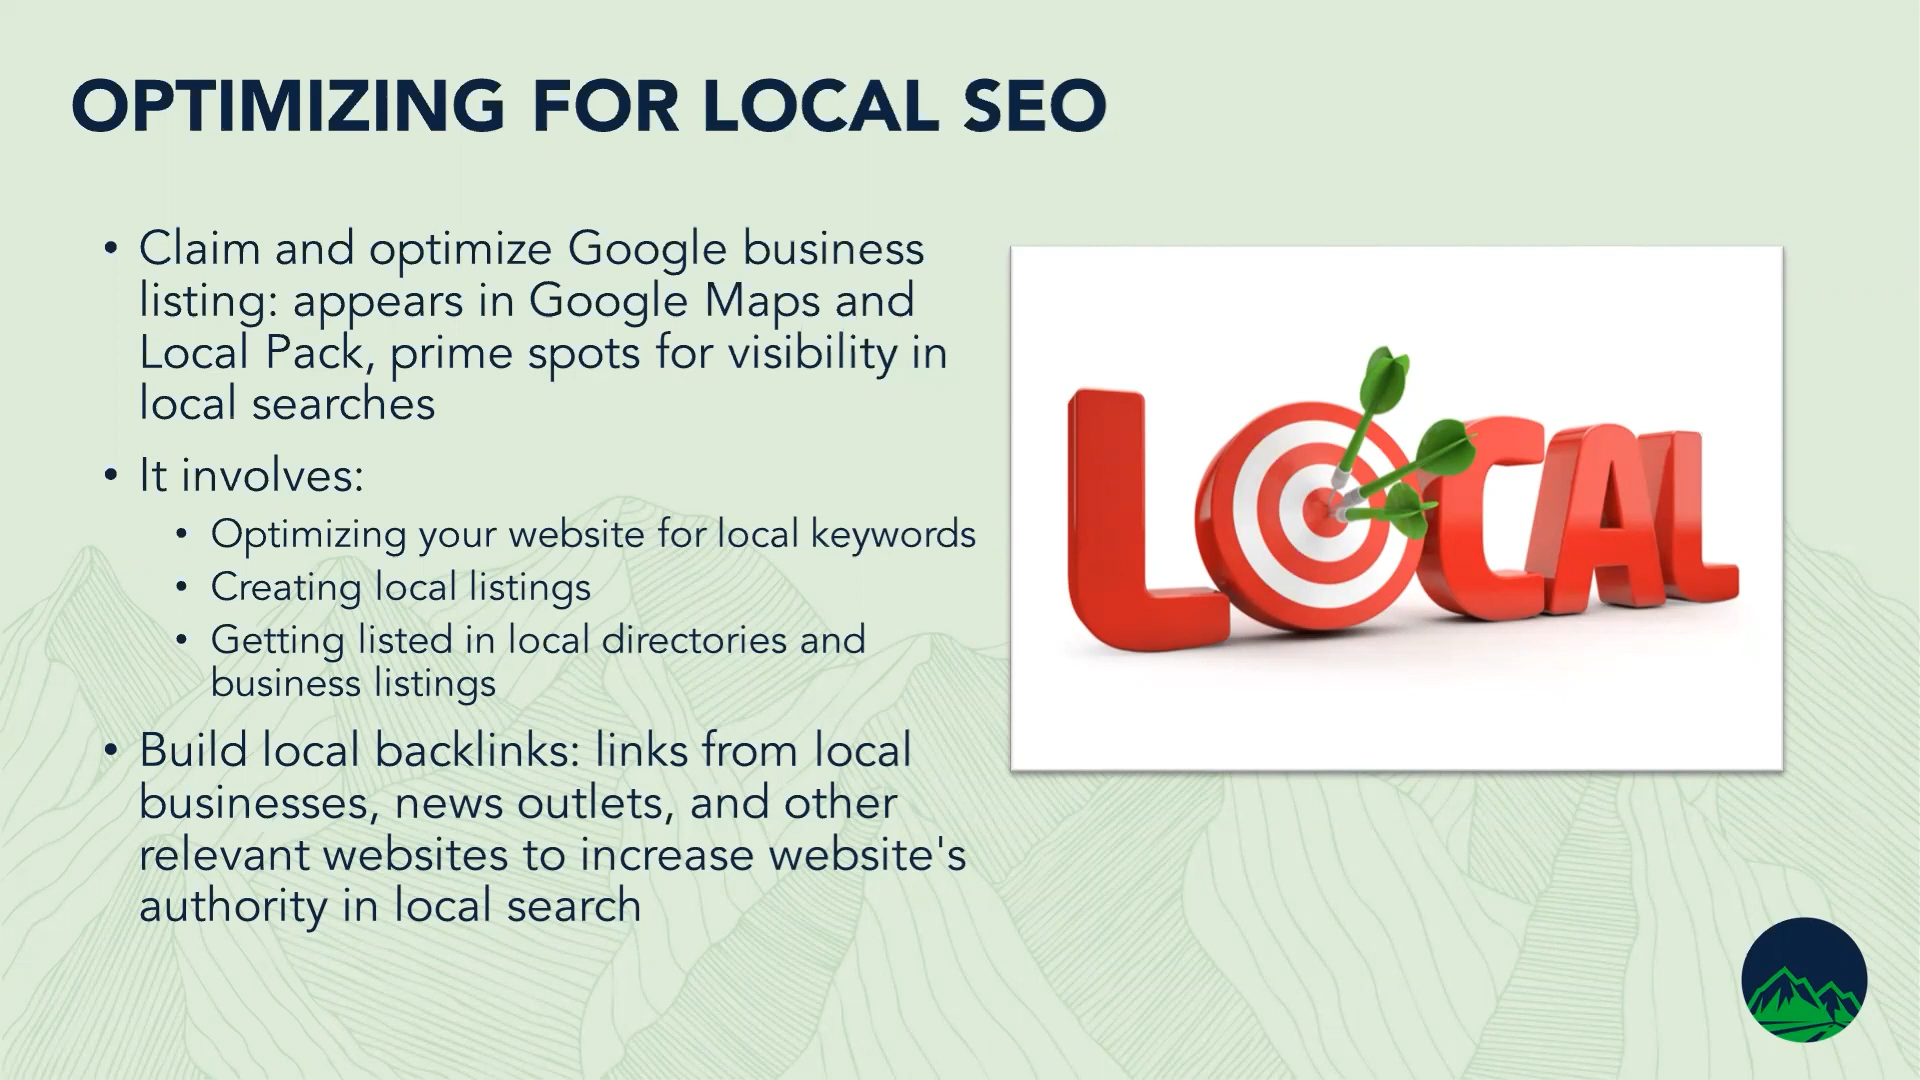 OPTIMIZING FOR LOCAL SEO
• Claim and optimize Google business
listing: appears in Google Maps and
Local Pack, prime spots for visibility in
local searches
• It involves:
• Optimizing your website for local keywords
• Creating local listings
• Getting listed in local directories and
business listings
• Build local backlinks: links from local
businesses, news outlets, and other
relevant websites to increase website's
authority in local search
LOCAL